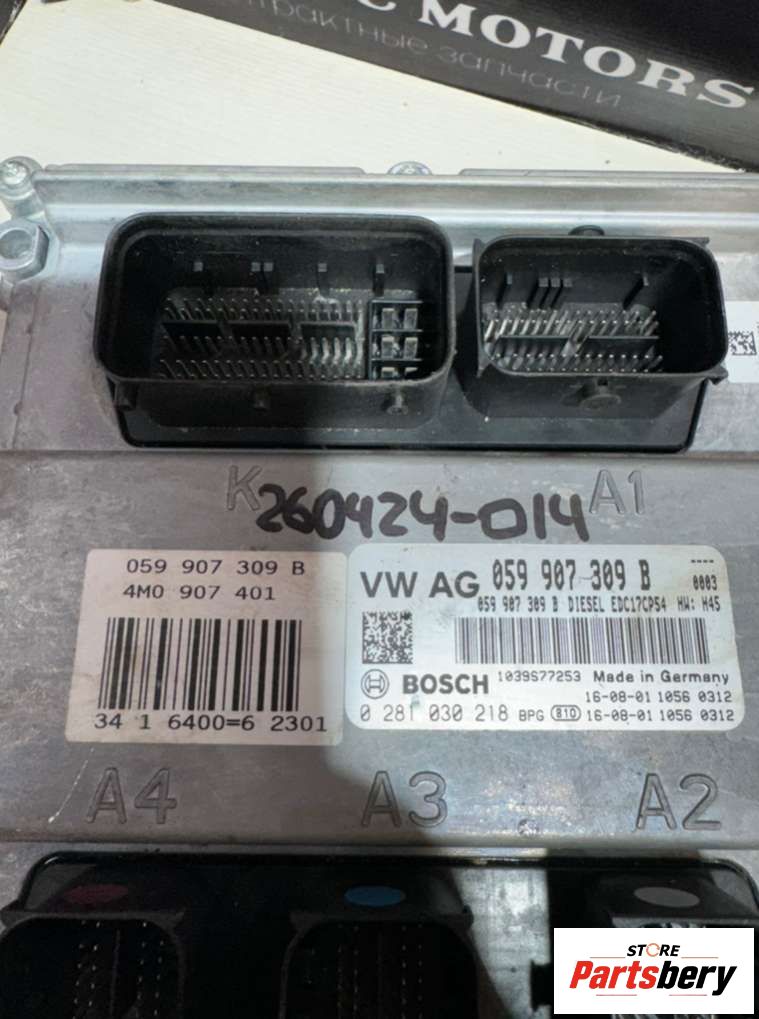 C MOTORS
контрактные запчасти
K
A1
260424-014
059 907 309 B
4M0 907 401
34 1 6400=6 2301
VW AG 059 907 309 B
----
0003
059 907 309 B DIESEL EDC17CP54 HW: H45
BOSCH
1039S77253 Made in Germany
16-08-01 1056 0312
0 281 030 218 BPG 810 16-08-01 1056 0312
A4
A3
A2
STORE
Partsbery